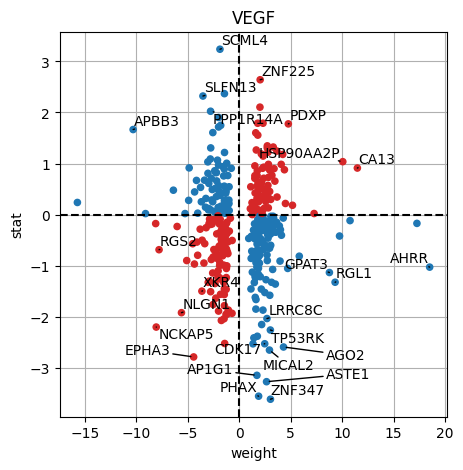 VEGF
SCML4
ZNF225
SLFN13
APBB3
PPP1R14A
PDXP
HSP90AA2P
CA13
RGS2
GPAT3
AHRR
XKR4
RGL1
NLGN1
LRRC8C
NCKAP5
TP53RK
EPHA3
CDK17
AGO2
AP1G1
MICAL2
ASTE1
PHAX
ZNF347
3
2
1
0
−1
−2
−3
stat
−15
−10
−5
0
5
10
15
20
weight